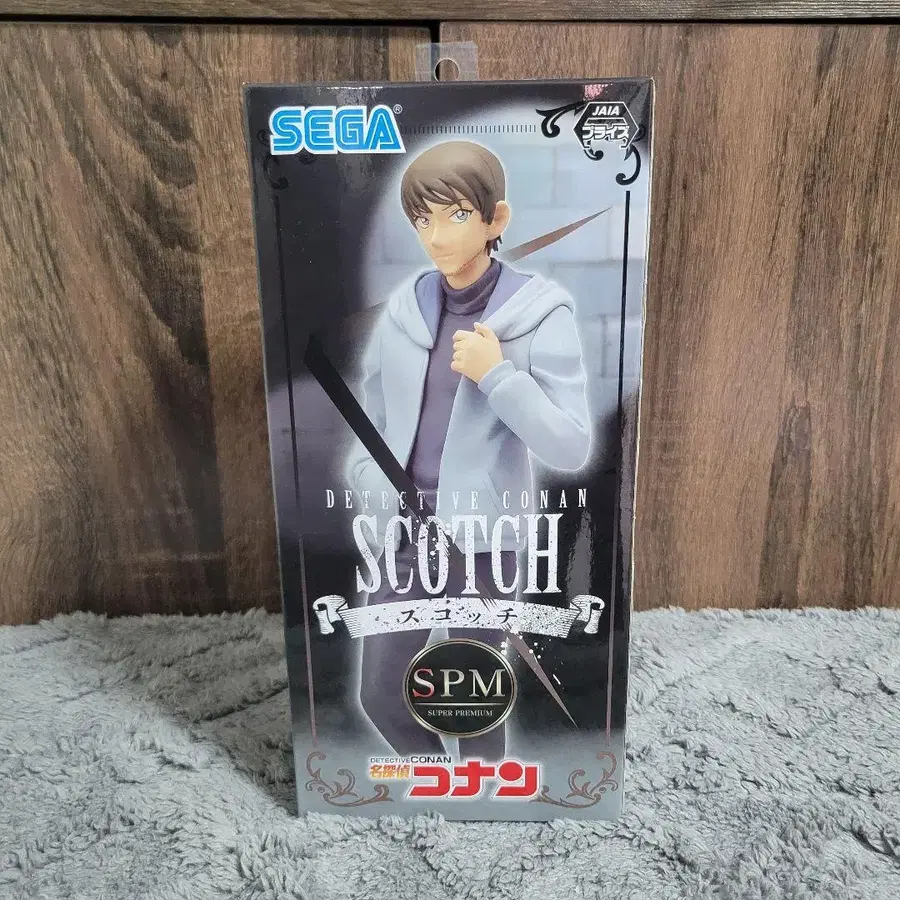 SEGA®
JAIA
プライズ
DETECTIVE CONAN
SCOTCH
スコッチ
SPM
SUPER PREMIUM
DETECTIVE CONAN
名探偵コナン